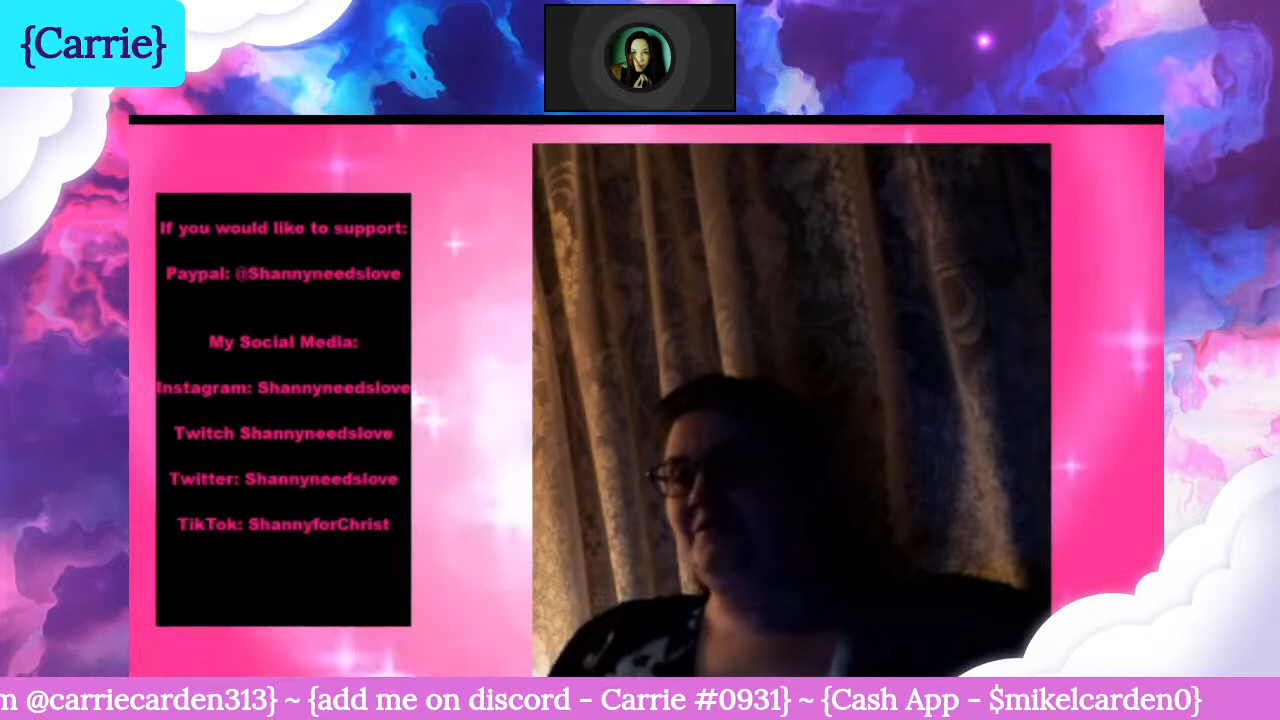 {Carrie}
If you would like to support:
Paypal: @Shannyneedslove
My Social Media:
Instagram: Shannyneedslove
Twitch Shannyneedslove
Twitter: Shannyneedslove
TikTok: ShannyforChrist
m @carriecarden313} ~ {add me on discord - Carrie #0931} ~ {Cash App - $mikelcarden0}